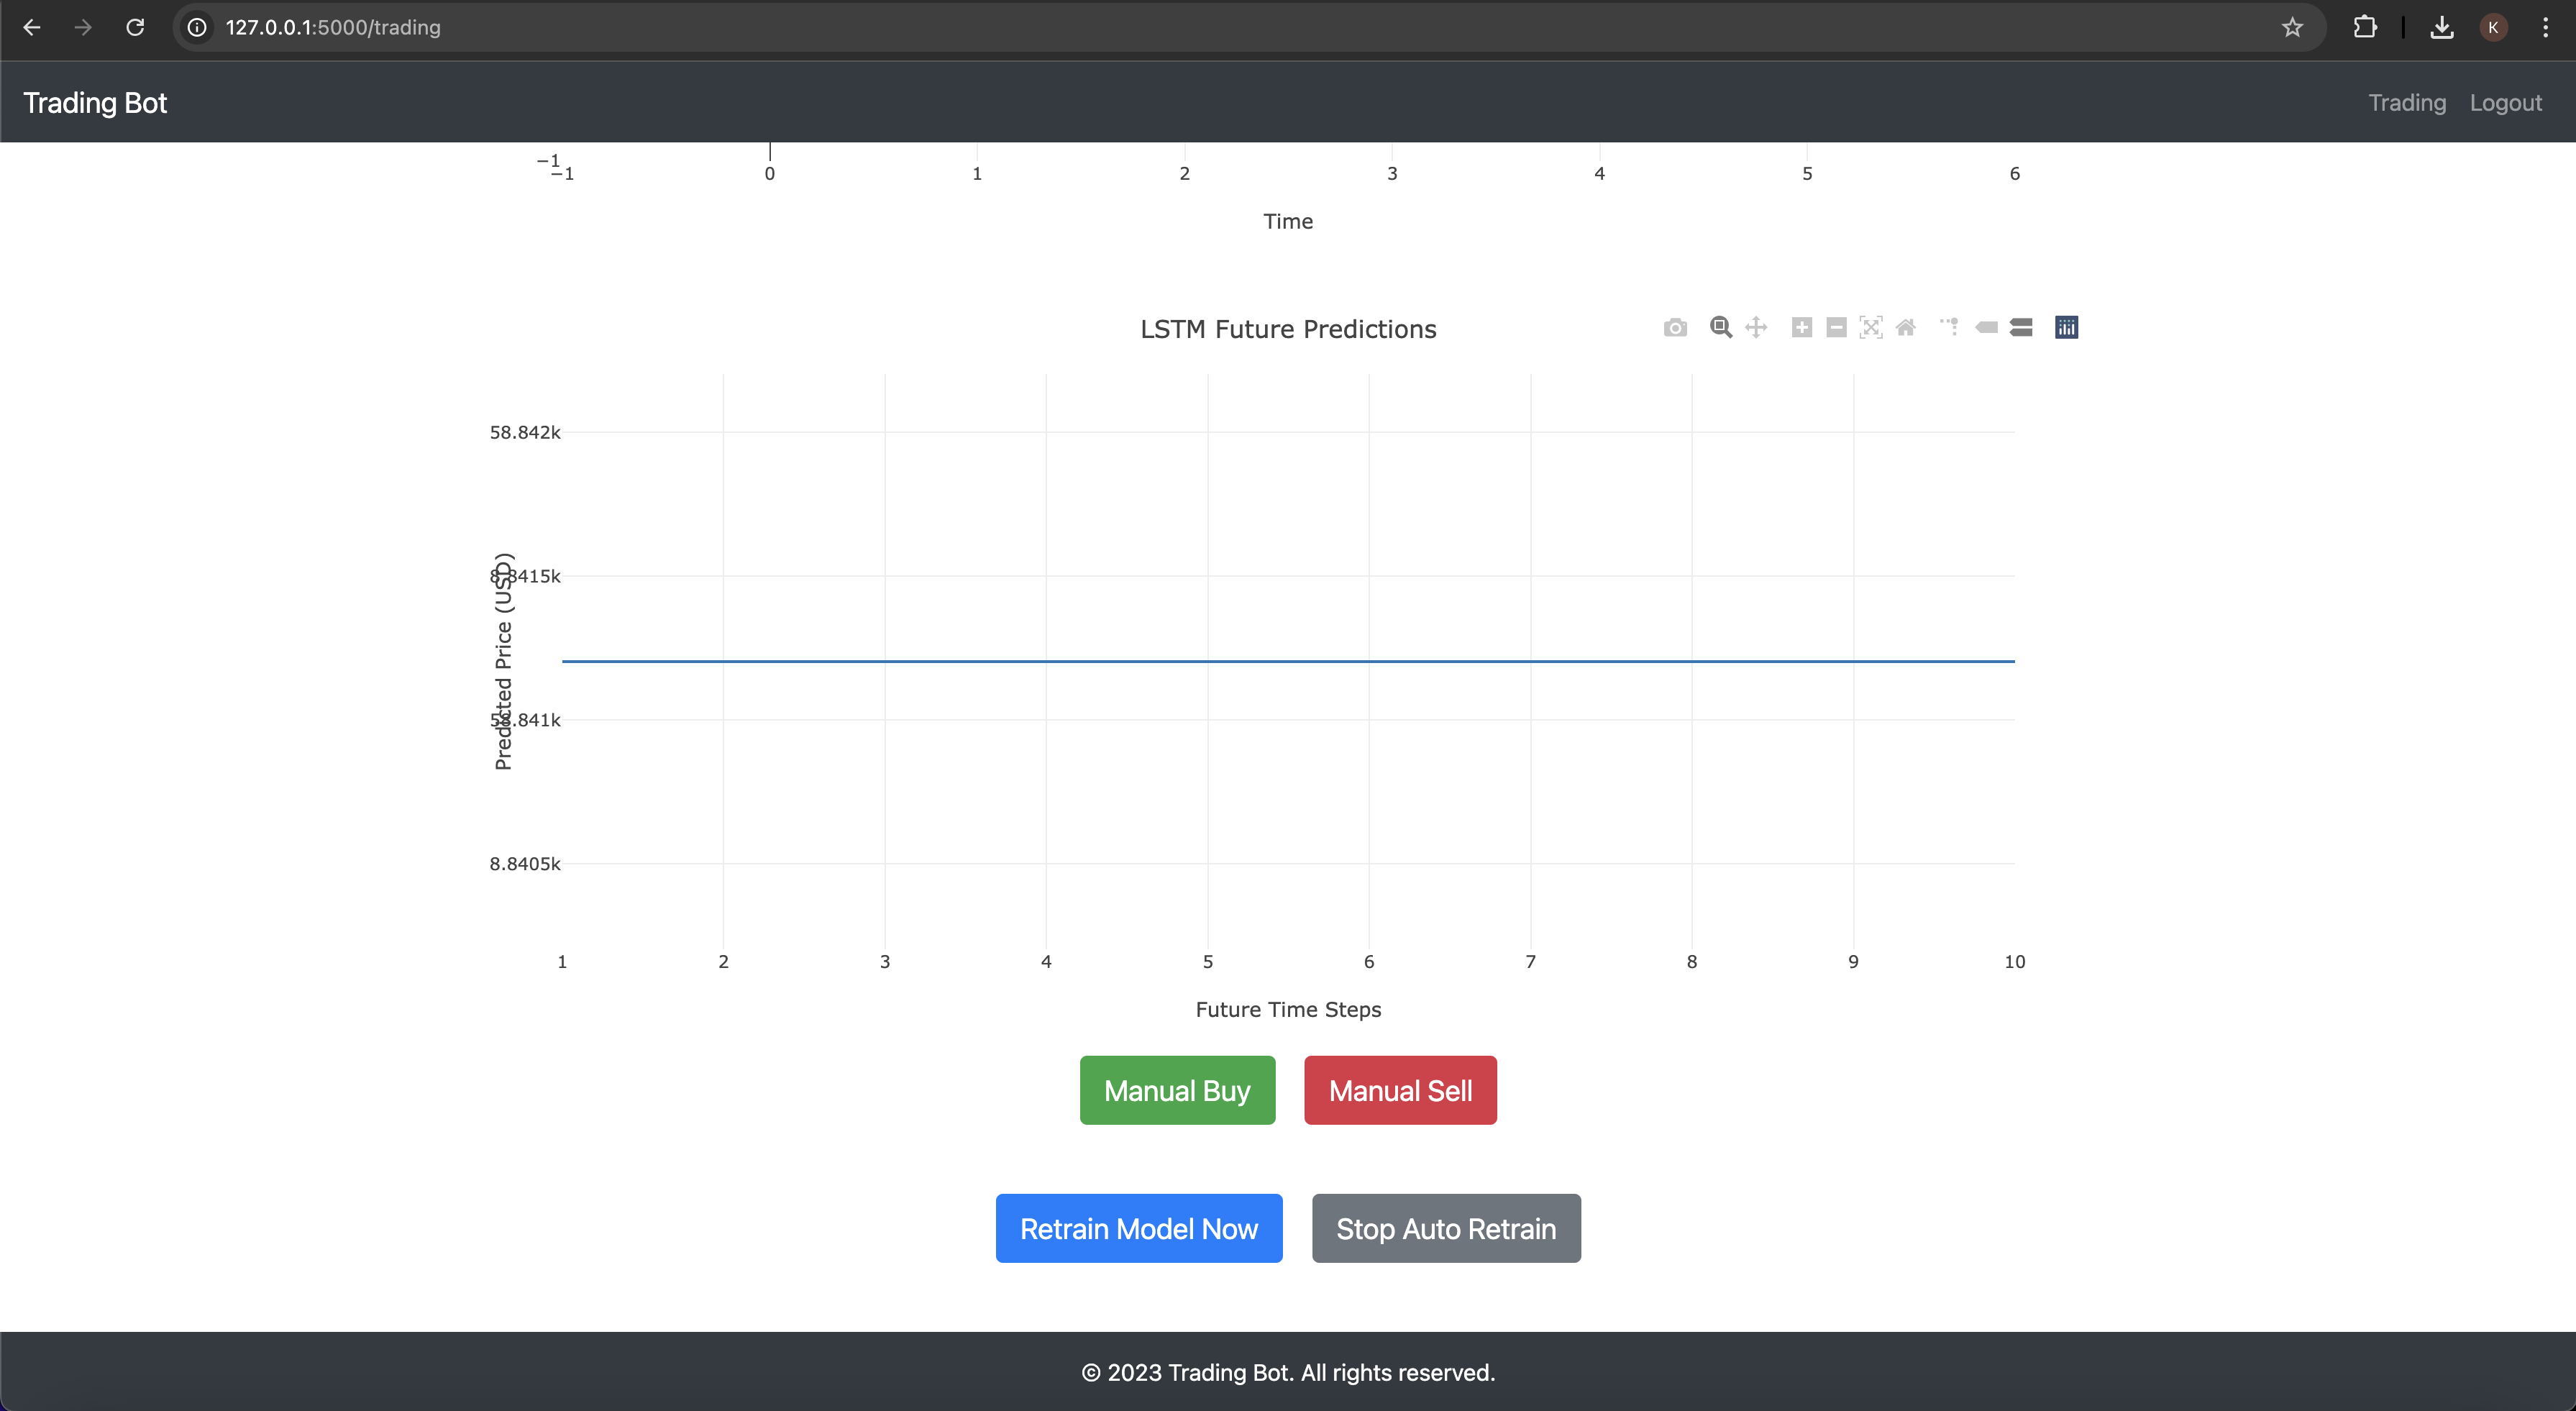 127.0.0.1:5000/trading
K
Trading Bot
Trading Logout
−1
−1 0 1 2 3 4 5 6
Time
LSTM Future Predictions
58.842k
8.8415k
58.841k
8.8405k
Predicted Price (USD)
1 2 3 4 5 6 7 8 9 10
Future Time Steps
Manual Buy Manual Sell
Retrain Model Now Stop Auto Retrain
© 2023 Trading Bot. All rights reserved.